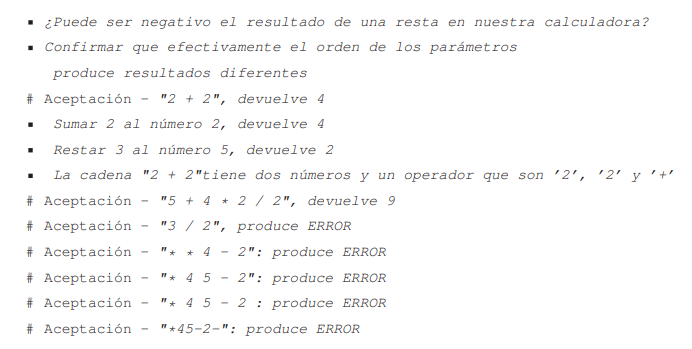 ▪ ¿Puede ser negativo el resultado de una resta en nuestra calculadora?
▪ Confirmar que efectivamente el orden de los parámetros
produce resultados diferentes
# Aceptación - "2 + 2", devuelve 4
▪ Sumar 2 al número 2, devuelve 4
▪ Restar 3 al número 5, devuelve 2
▪ La cadena "2 + 2"tiene dos números y un operador que son '2', '2' y '+'
# Aceptación - "5 + 4 * 2 / 2", devuelve 9
# Aceptación - "3 / 2", produce ERROR
# Aceptación - "* * 4 - 2": produce ERROR
# Aceptación - "* 4 5 - 2": produce ERROR
# Aceptación - "* 4 5 - 2 : produce ERROR
# Aceptación - "*45-2-": produce ERROR